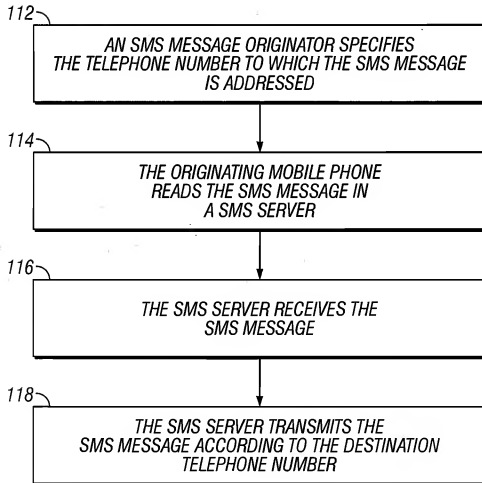 112
AN SMS MESSAGE ORIGINATOR SPECIFIES
THE TELEPHONE NUMBER TO WHICH THE SMS MESSAGE
IS ADDRESSED
114
THE ORIGINATING MOBILE PHONE
READS THE SMS MESSAGE IN
A SMS SERVER
116
THE SMS SERVER RECEIVES THE
SMS MESSAGE
118
THE SMS SERVER TRANSMITS THE
SMS MESSAGE ACCORDING TO THE DESTINATION
TELEPHONE NUMBER